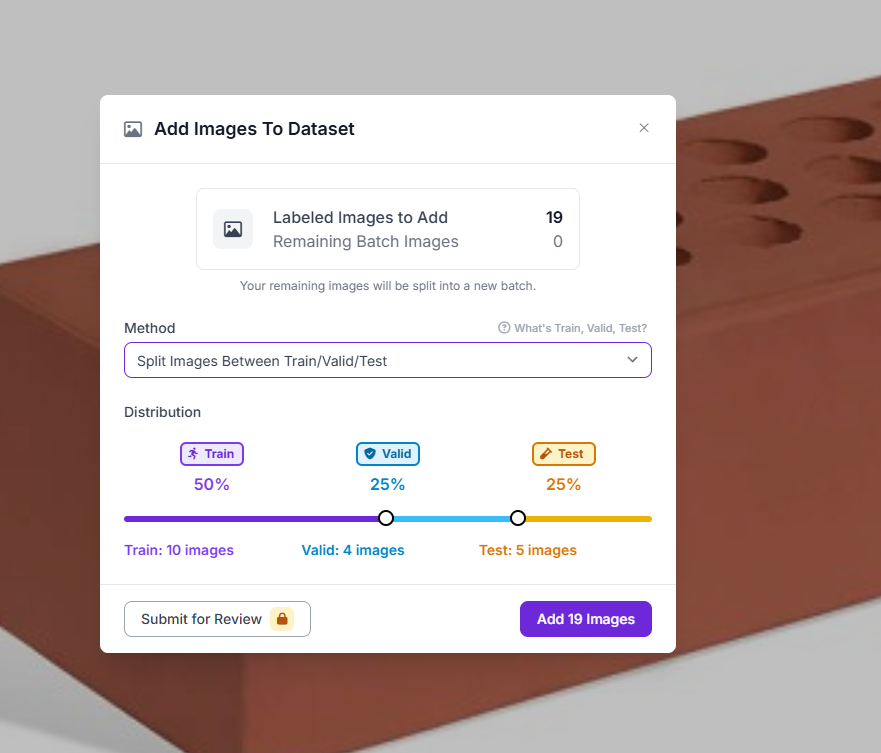 Add Images To Dataset
Labeled Images to Add 19
Remaining Batch Images 0
Your remaining images will be split into a new batch.
Method What's Train, Valid, Test?
Split Images Between Train/Valid/Test
Distribution
Train Valid Test
50% 25% 25%
Train: 10 images Valid: 4 images Test: 5 images
Submit for Review Add 19 Images